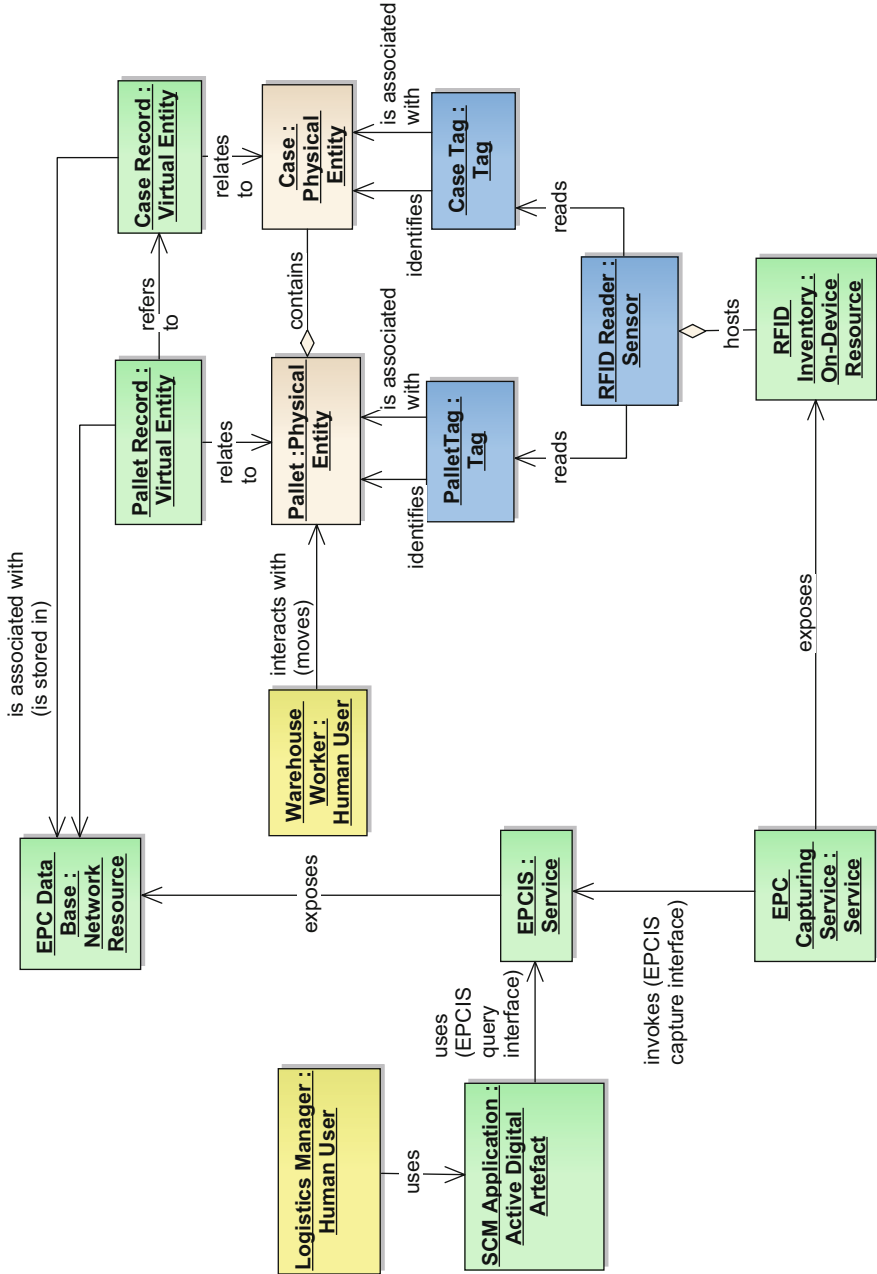 is associated with
(is stored in)
EPC Data
Base :
Network
Resource
Pallet Record :
Virtual Entity
refers
to
Case Record :
Virtual Entity
relates
to
relates
to
Logistics Manager :
Human User
Warehouse
Worker :
Human User
interacts with
(moves)
Pallet :Physical
Entity
contains
Case :
Physical
Entity
exposes
uses
identifies
is associated
with
identifies
is associated
with
SCM Application :
Active Digital
Artefact
uses
(EPCIS
query
interface)
EPCIS :
Service
PalletTag :
Tag
Case Tag :
Tag
reads
reads
RFID Reader :
Sensor
invokes (EPCIS
capture interface)
hosts
EPC
Capturing
Service :
Service
exposes
RFID
Inventory :
On-Device
Resource